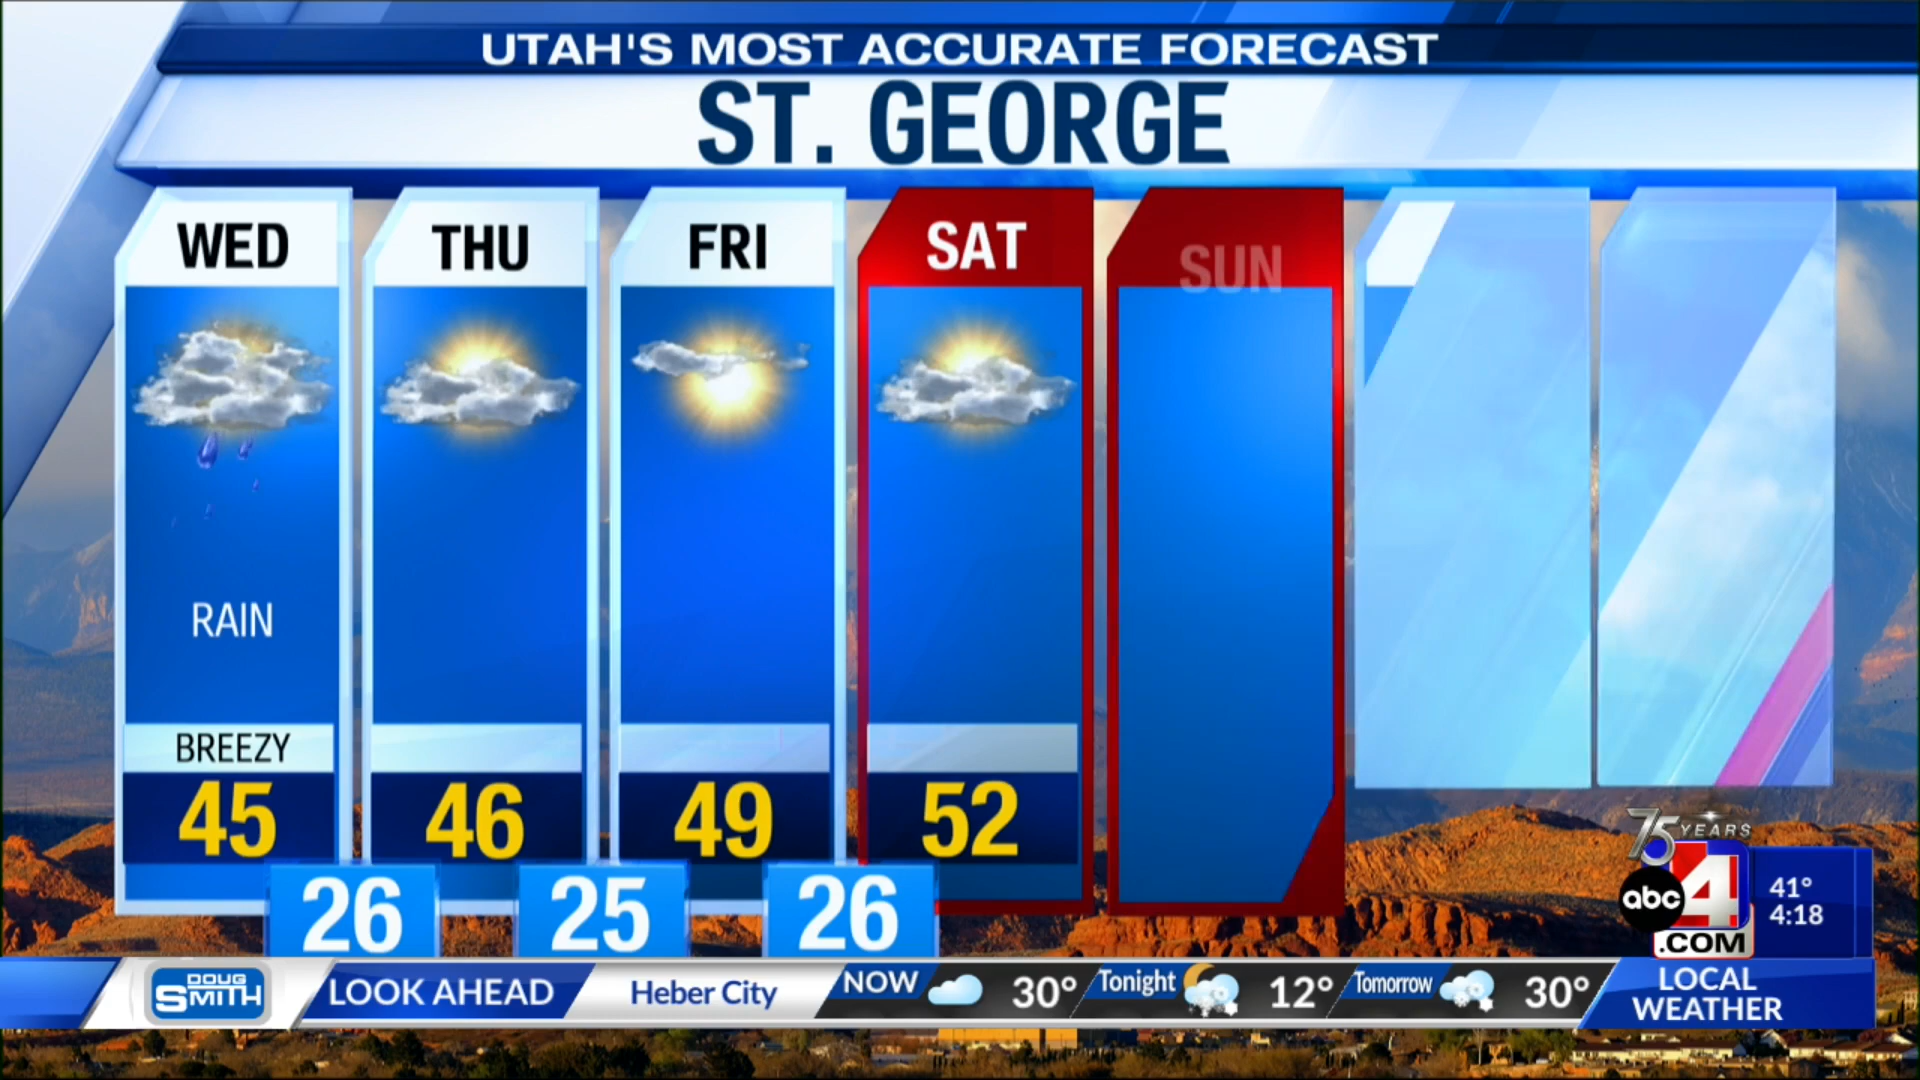 UTAH'S MOST ACCURATE FORECAST
ST. GEORGE
WED
THU
FRI
SAT
SUN
RAIN
BREEZY
45
46
49
52
26
25
26
75 YEARS
abc 4
.COM
41°
4:18
DOUG
SMITH
LOOK AHEAD
Heber City
NOW
30°
Tonight
12°
Tomorrow
30°
LOCAL
WEATHER